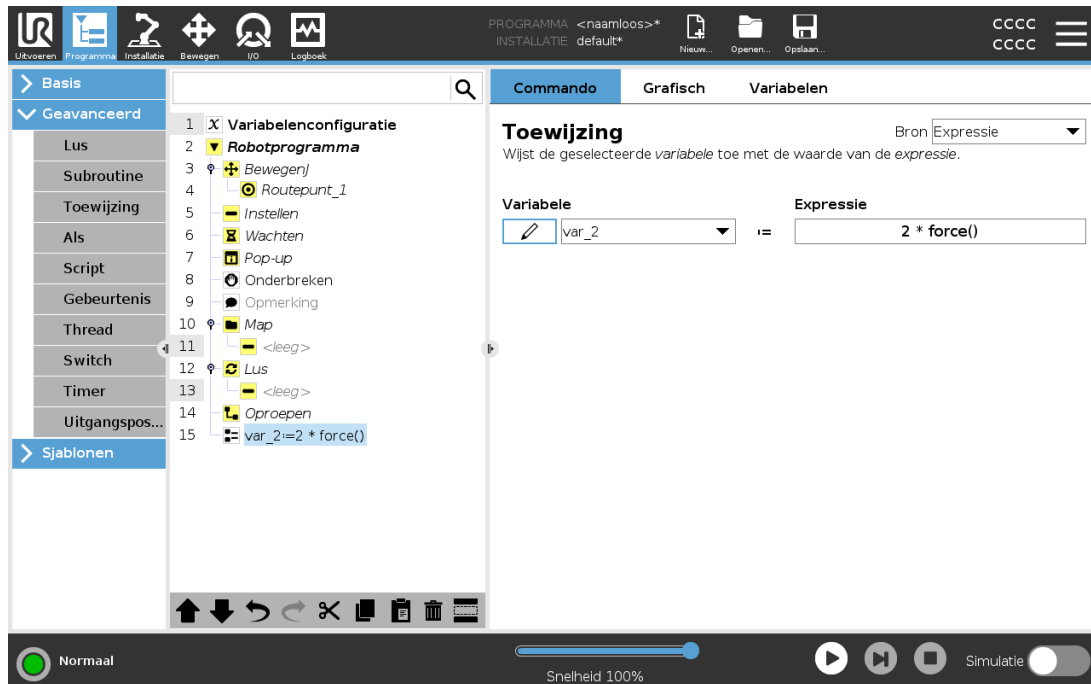 UR
PROGRAMMA <naamloos>*
INSTALLATIE default*
Uitvoeren Programma Installatie Bewegen I/O Logboek
Nieuw... Openen... Opslaan...
CCCC
CCCC
Basis
Geavanceerd
Lus
Subroutine
Toewijzing
Als
Script
Gebeurtenis
Thread
Switch
Timer
Uitgangspos...
Sjablonen
1 X Variabelenconfiguratie
2 Robotprogramma
3 BewegenJ
4 Routepunt_1
5 Instellen
6 Wachten
7 Pop-up
8 Onderbreken
9 Opmerking
10 Map
11 <leeg>
12 Lus
13 <leeg>
14 Oproepen
15 var_2:=2 * force()
Commando Grafisch Variabelen
Toewijzing
Bron Expressie
Wijst de geselecteerde variabele toe met de waarde van de expressie.
Variabele Expressie
var_2 := 2 * force()
Normaal
Snelheid 100%
Simulatie